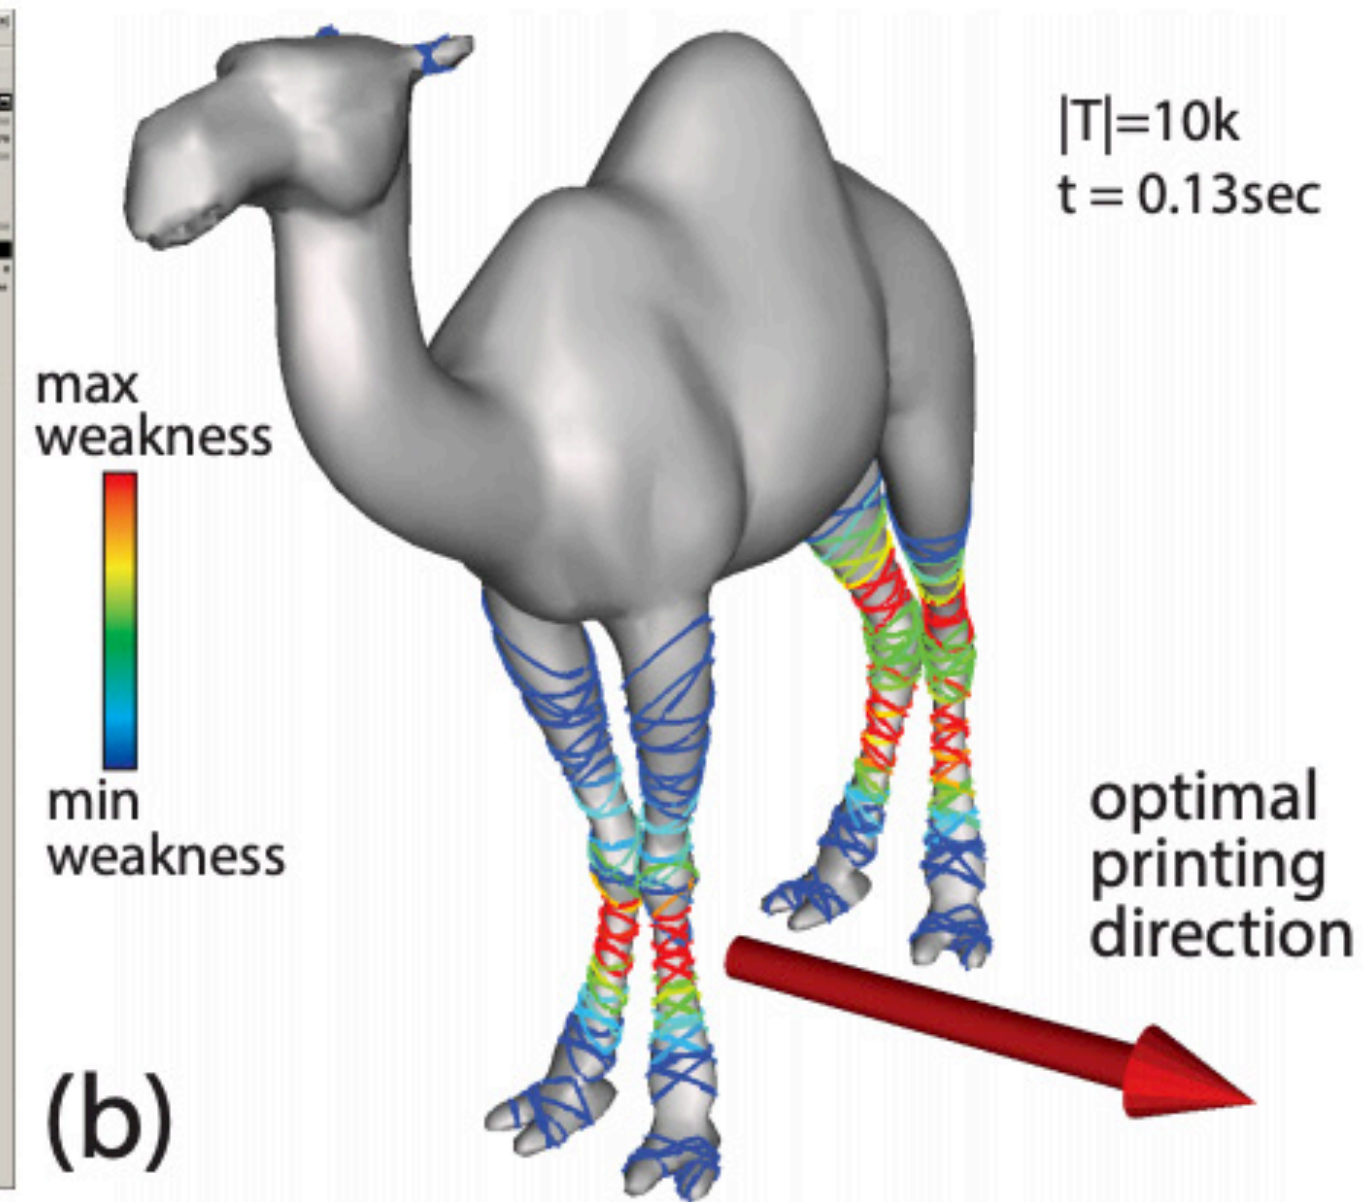 |T|=10k
t = 0.13sec
max
weakness
min
weakness
optimal
printing
direction
(b)